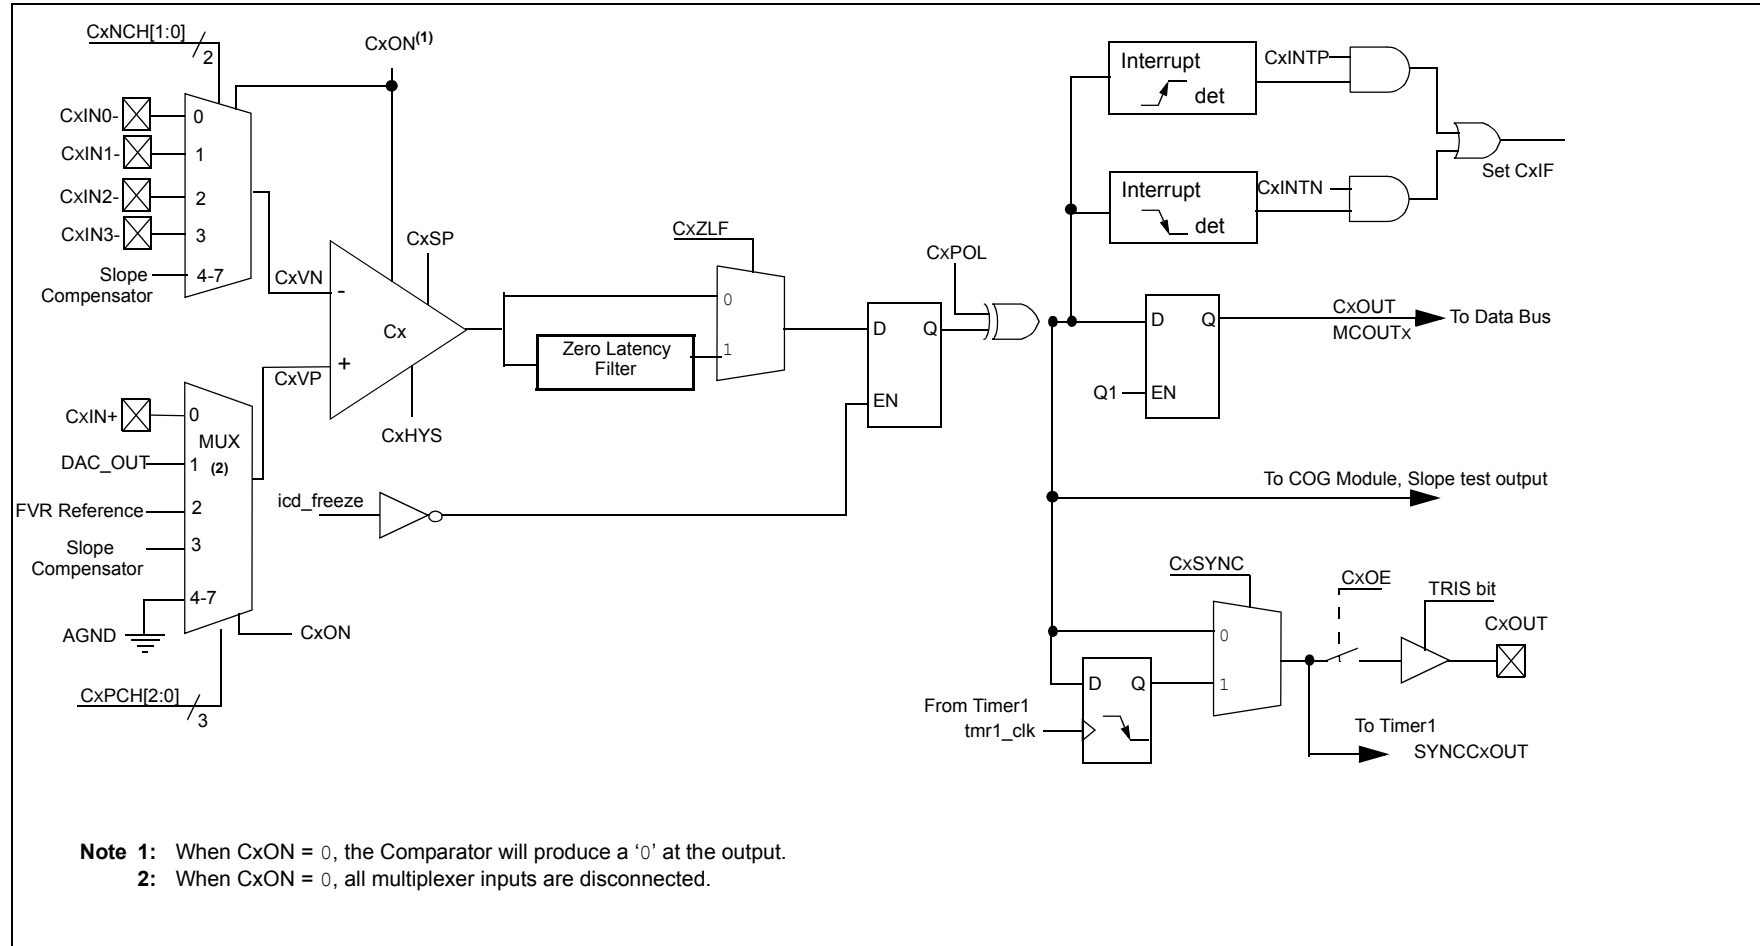 CxNCH[1:0]
2
CxON(1)
CxIN0-
0
CxIN1-
1
CxIN2-
2
CxIN3-
3
Slope
Compensator
4-7
CxVN
-
CxSP
Cx
+
CxVP
CxHYS
CxIN+
0
MUX
(2)
DAC_OUT
1
FVR Reference
2
Slope
Compensator
3
4-7
AGND
CxON
CxPCH[2:0]
3
icd_freeze
CxZLF
0
Zero Latency
Filter
1
D
Q
EN
CxPOL
Interrupt
det
CxINTP
Interrupt
det
CxINTN
Set CxIF
D
Q
Q1
EN
CxOUT
MCOUTx
To Data Bus
To COG Module, Slope test output
CxSYNC
0
1
D
Q
From Timer1
tmr1_clk
CxOE
TRIS bit
CxOUT
To Timer1
SYNCCxOUT
Note 1: When CxON = 0, the Comparator will produce a ‘0’ at the output.
2: When CxON = 0, all multiplexer inputs are disconnected.